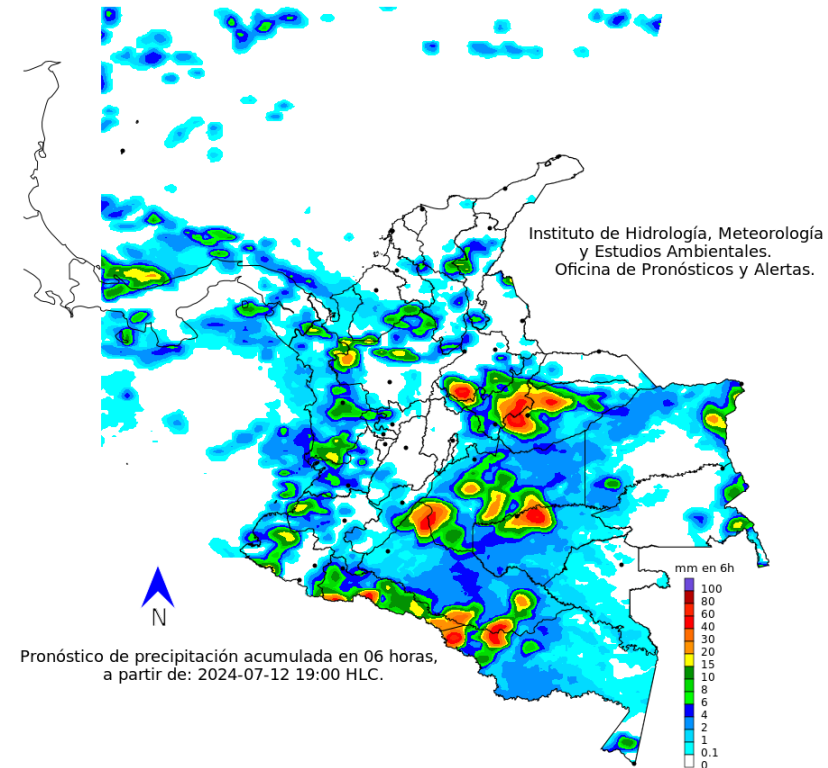 Instituto de Hidrología, Meteorología
y Estudios Ambientales.
Oficina de Pronósticos y Alertas.
mm en 6h
100
80
60
40
30
20
15
10
8
6
4
2
1
0.1
0
N
Pronóstico de precipitación acumulada en 06 horas,
a partir de: 2024-07-12 19:00 HLC.